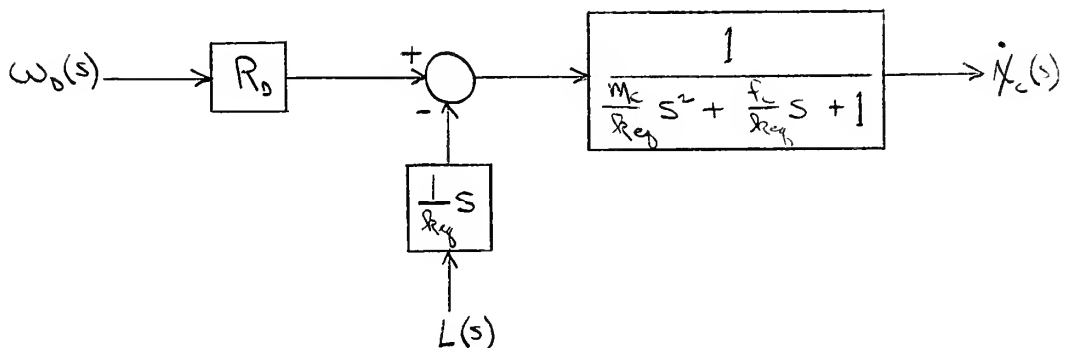 ω_D(s)
R_D
+
-
1
m_c/k_eq s² + f_c/k_eq s + 1
ẋ_c(s)
1/k_eq s
L(s)